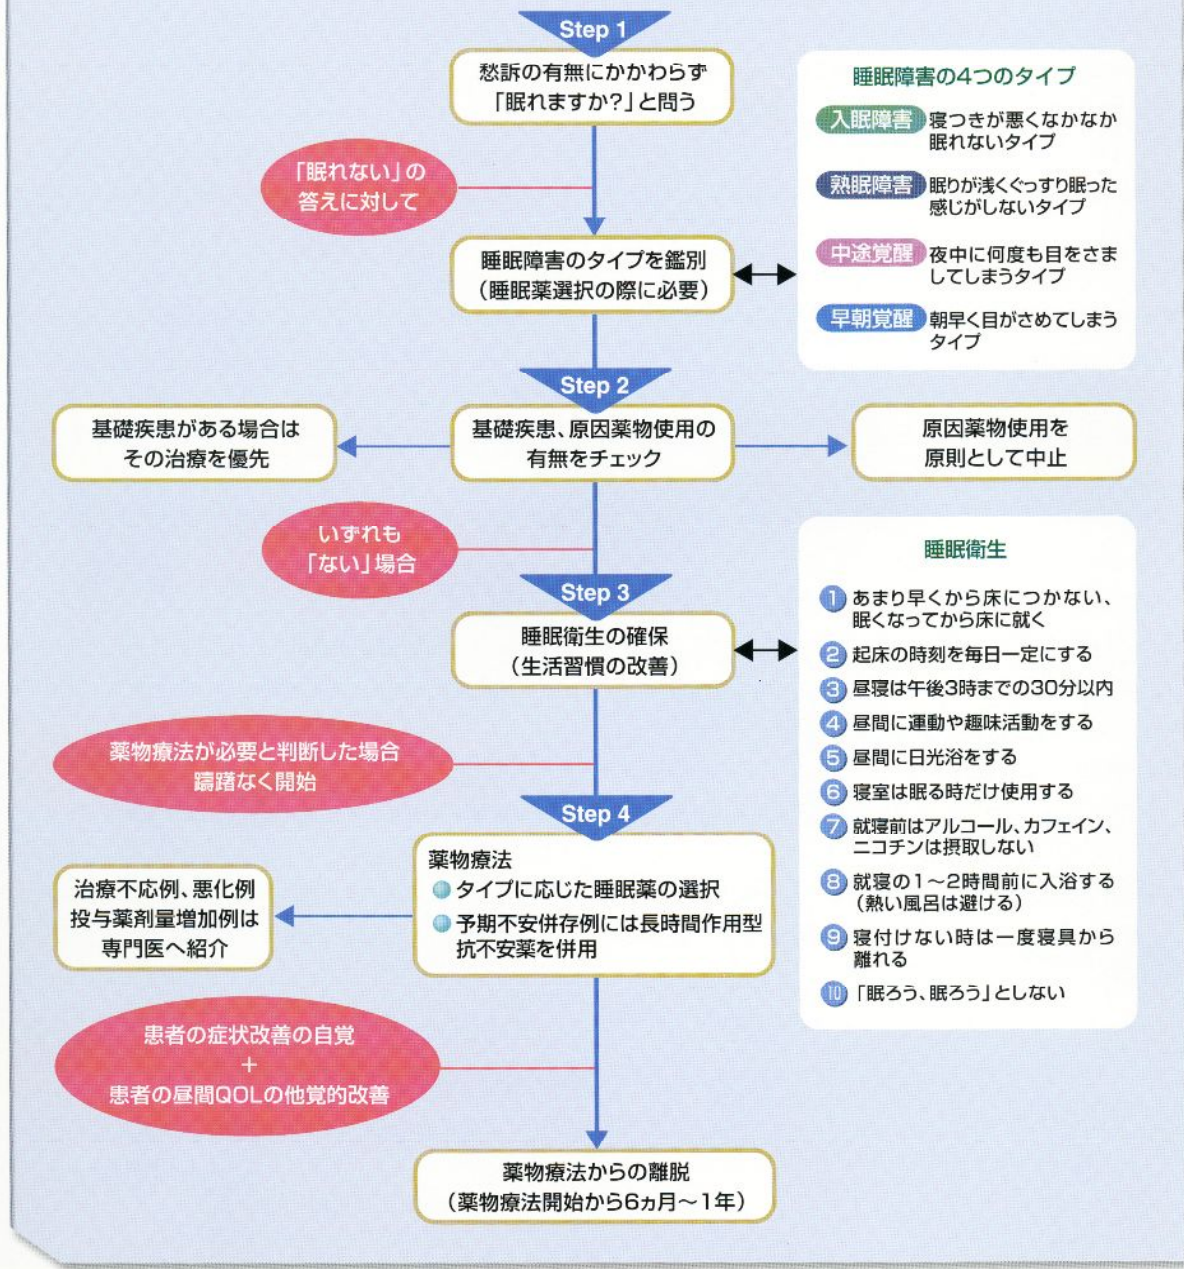 Step 1
愁訴の有無にかかわらず
「眠れますか?」と問う
「眠れない」の
答えに対して
睡眠障害のタイプを鑑別
(睡眠薬選択の際に必要)
睡眠障害の4つのタイプ
入眠障害 寝つきが悪くなかなか
眠れないタイプ
熟眠障害 眠りが浅くぐっすり眠った
感じがしないタイプ
中途覚醒 夜中に何度も目をさま
してしまうタイプ
早朝覚醒 朝早く目がさめてしまう
タイプ
Step 2
基礎疾患、原因薬物使用の
有無をチェック
基礎疾患がある場合は
その治療を優先
原因薬物使用を
原則として中止
いずれも
「ない」場合
Step 3
睡眠衛生の確保
(生活習慣の改善)
睡眠衛生
1 あまり早くから床につかない、
眠くなってから床に就く
2 起床の時刻を毎日一定にする
3 昼寝は午後3時までの30分以内
4 昼間に運動や趣味活動をする
5 昼間に日光浴をする
6 寝室は眠る時だけ使用する
7 就寝前はアルコール、カフェイン、
ニコチンは摂取しない
8 就寝の1〜2時間前に入浴する
(熱い風呂は避ける)
9 寝付けない時は一度寝具から
離れる
10 「眠ろう、眠ろう」としない
薬物療法が必要と判断した場合
躊躇なく開始
Step 4
薬物療法
● タイプに応じた睡眠薬の選択
● 予期不安併存例には長時間作用型
抗不安薬を併用
治療不応例、悪化例
投与薬剤量増加例は
専門医へ紹介
患者の症状改善の自覚
+
患者の昼間QOLの他覚的改善
薬物療法からの離脱
(薬物療法開始から6ヵ月〜1年)